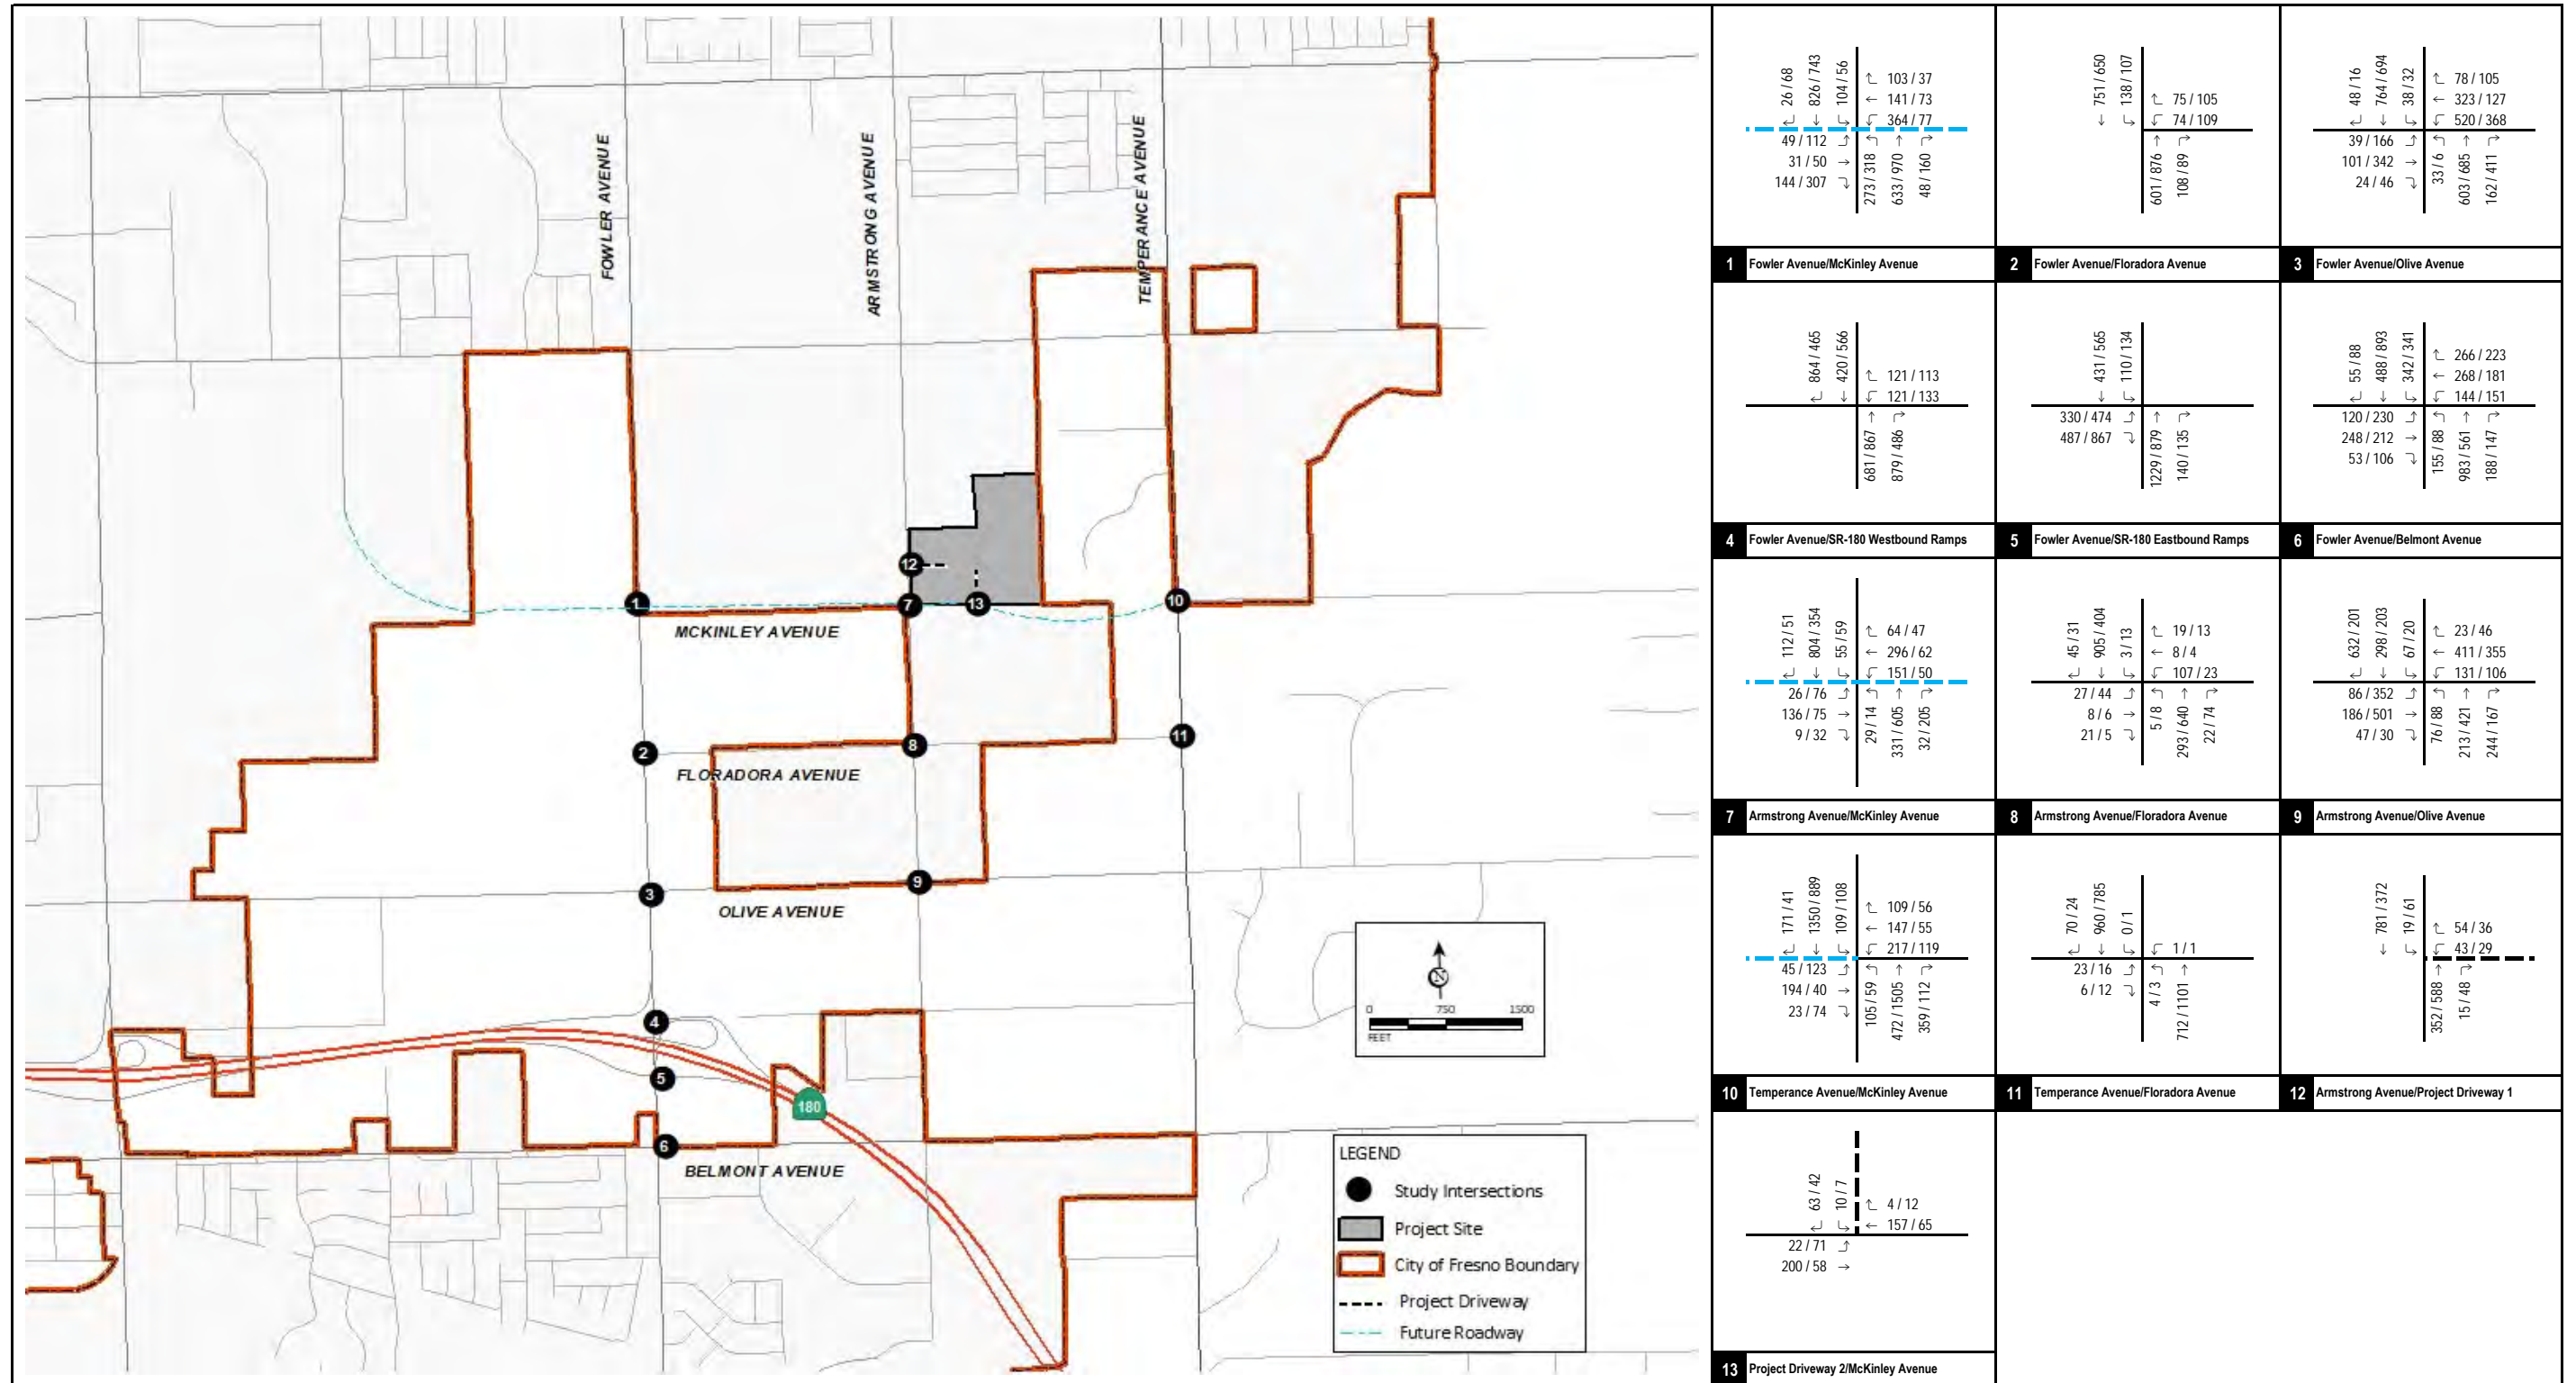 FOWLER AVENUE
ARMSTRONG AVENUE
TEMPERANCE AVENUE
12
1
7
13
10
MCKINLEY AVENUE
2
8
11
FLORADORA AVENUE
3
9
OLIVE AVENUE
N
0 750 1500
FEET
4
5
180
6
BELMONT AVENUE
LEGEND
Study Intersections
Project Site
City of Fresno Boundary
Project Driveway
Future Roadway
26 / 68
826 / 743
104 / 56
103 / 37
141 / 73
364 / 77
49 / 112
31 / 50
144 / 307
273 / 318
633 / 970
48 / 160
1 Fowler Avenue/McKinley Avenue
751 / 650
138 / 107
75 / 105
74 / 109
601 / 876
108 / 89
2 Fowler Avenue/Floradora Avenue
48 / 16
764 / 694
38 / 32
78 / 105
323 / 127
520 / 368
39 / 166
101 / 342
24 / 46
33 / 6
603 / 685
162 / 411
3 Fowler Avenue/Olive Avenue
864 / 465
420 / 566
121 / 113
121 / 133
681 / 867
879 / 486
4 Fowler Avenue/SR-180 Westbound Ramps
431 / 565
110 / 134
330 / 474
487 / 867
1229 / 879
140 / 135
5 Fowler Avenue/SR-180 Eastbound Ramps
55 / 88
488 / 893
342 / 341
266 / 223
268 / 181
144 / 151
120 / 230
248 / 212
53 / 106
155 / 88
983 / 561
188 / 147
6 Fowler Avenue/Belmont Avenue
112 / 51
804 / 354
55 / 59
64 / 47
296 / 62
151 / 50
26 / 76
136 / 75
9 / 32
29 / 14
331 / 605
32 / 205
7 Armstrong Avenue/McKinley Avenue
45 / 31
905 / 404
3 / 13
19 / 13
8 / 4
107 / 23
27 / 44
8 / 6
21 / 5
5 / 8
293 / 640
22 / 74
8 Armstrong Avenue/Floradora Avenue
632 / 201
298 / 203
67 / 20
23 / 46
411 / 355
131 / 106
86 / 352
186 / 501
47 / 30
76 / 88
213 / 421
244 / 167
9 Armstrong Avenue/Olive Avenue
171 / 41
1350 / 889
109 / 108
109 / 56
147 / 55
217 / 119
45 / 123
194 / 40
23 / 74
105 / 59
472 / 1505
359 / 112
10 Temperance Avenue/McKinley Avenue
70 / 24
960 / 785
0 / 1
1 / 1
23 / 16
6 / 12
4 / 3
712 / 1101
11 Temperance Avenue/Floradora Avenue
781 / 372
19 / 61
54 / 36
43 / 29
352 / 588
15 / 48
12 Armstrong Avenue/Project Driveway 1
63 / 42
10 / 7
4 / 12
157 / 65
22 / 71
200 / 58
13 Project Driveway 2/McKinley Avenue